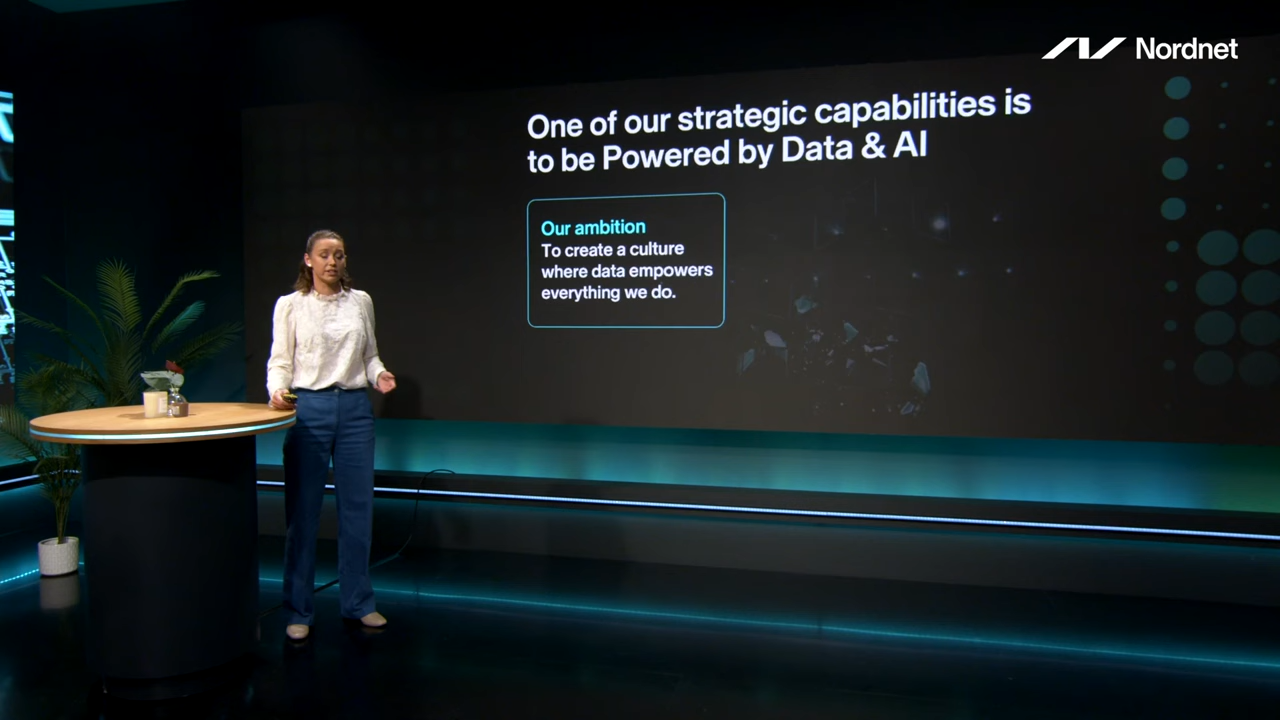 Nordnet
One of our strategic capabilities is
to be Powered by Data & AI
Our ambition
To create a culture
where data empowers
everything we do.